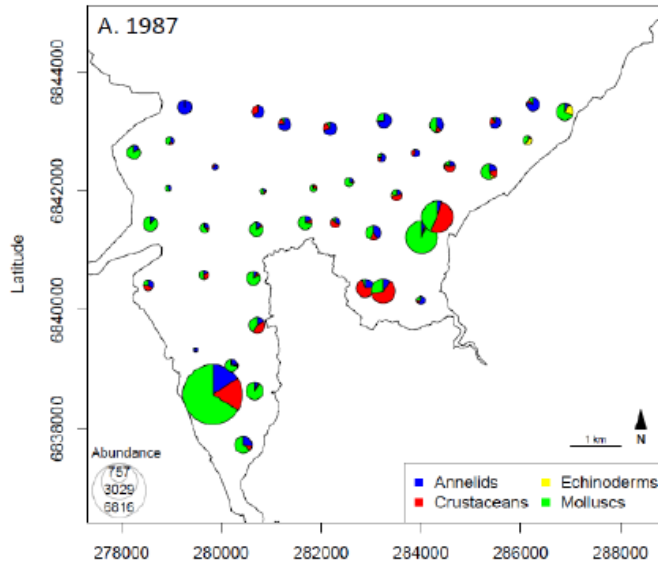 A. 1987
6844000
6842000
Latitude
6840000
6838000
Abundance
757
3029
6816
1 km
N
Annelids
Echinoderms
Crustaceans
Molluscs
278000 280000 282000 284000 286000 288000